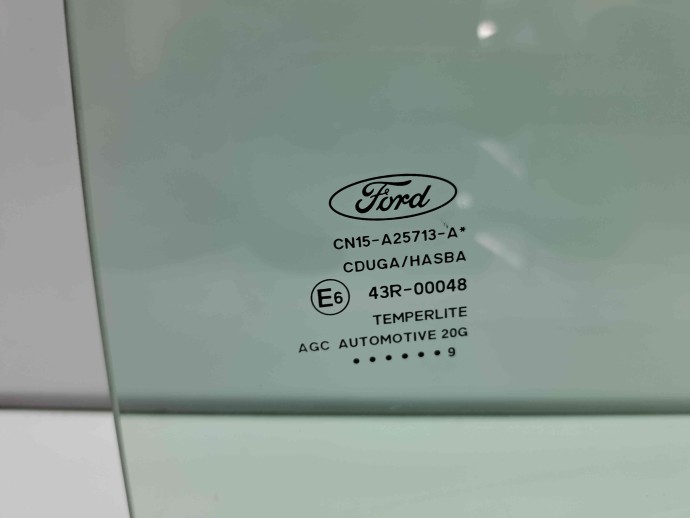 Ford
CN15-A25713-A*
CDUGA/HASBA
E6 43R-00048
TEMPERLITE
AGC AUTOMOTIVE 20G
••••••9